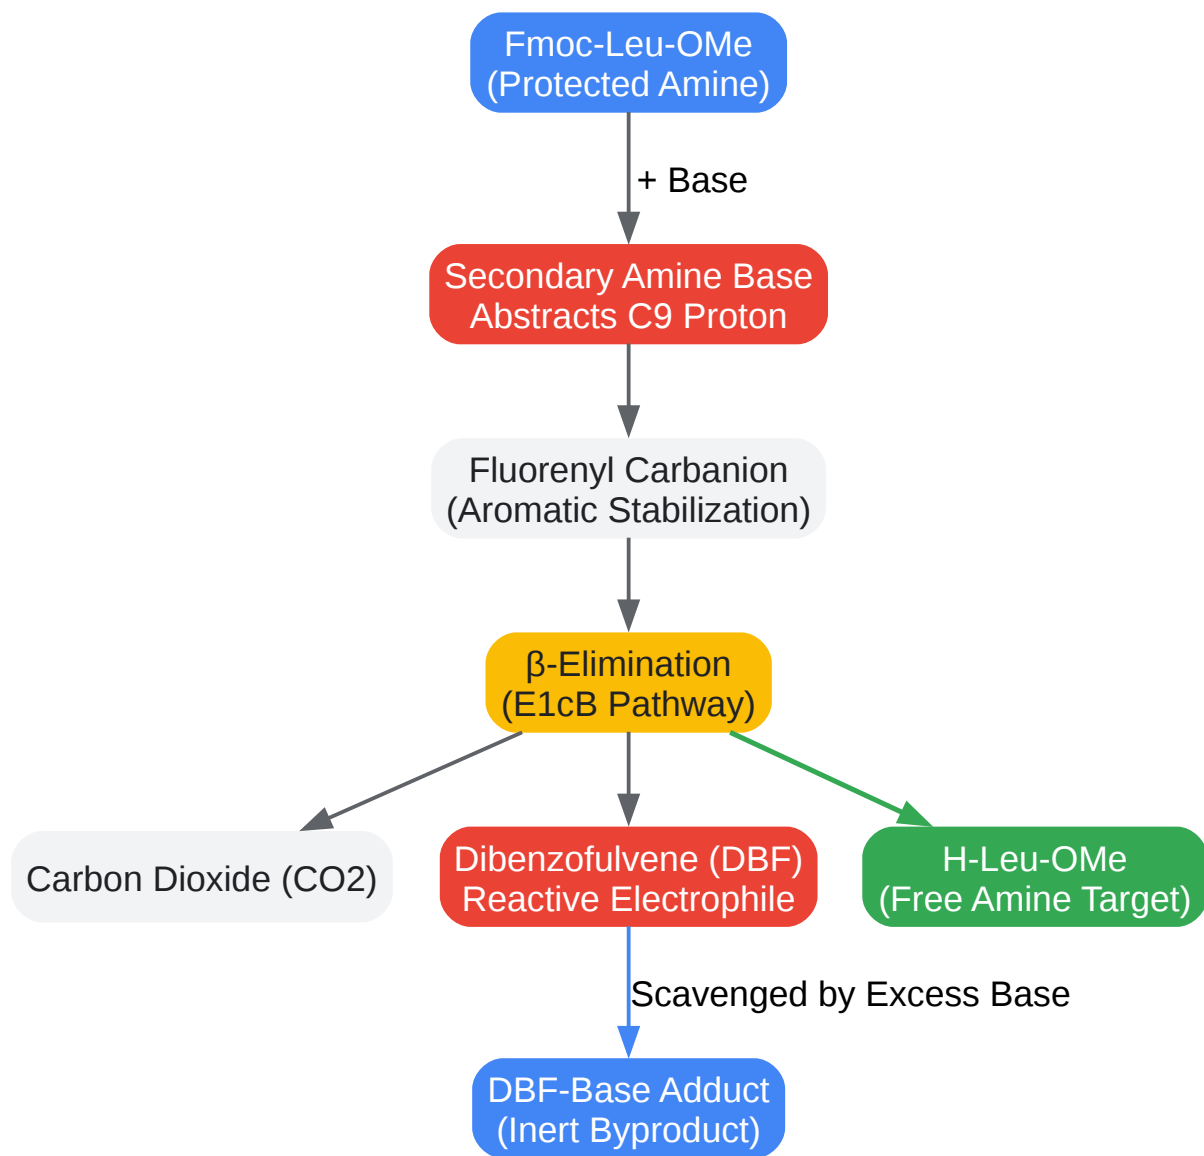 Fmoc-Leu-OMe
(Protected Amine)
+ Base
Secondary Amine Base
Abstracts C9 Proton
Fluorenyl Carbanion
(Aromatic Stabilization)
β-Elimination
(E1cB Pathway)
Carbon Dioxide (CO2)
Dibenzofulvene (DBF)
Reactive Electrophile
H-Leu-OMe
(Free Amine Target)
Scavenged by Excess Base
DBF-Base Adduct
(Inert Byproduct)